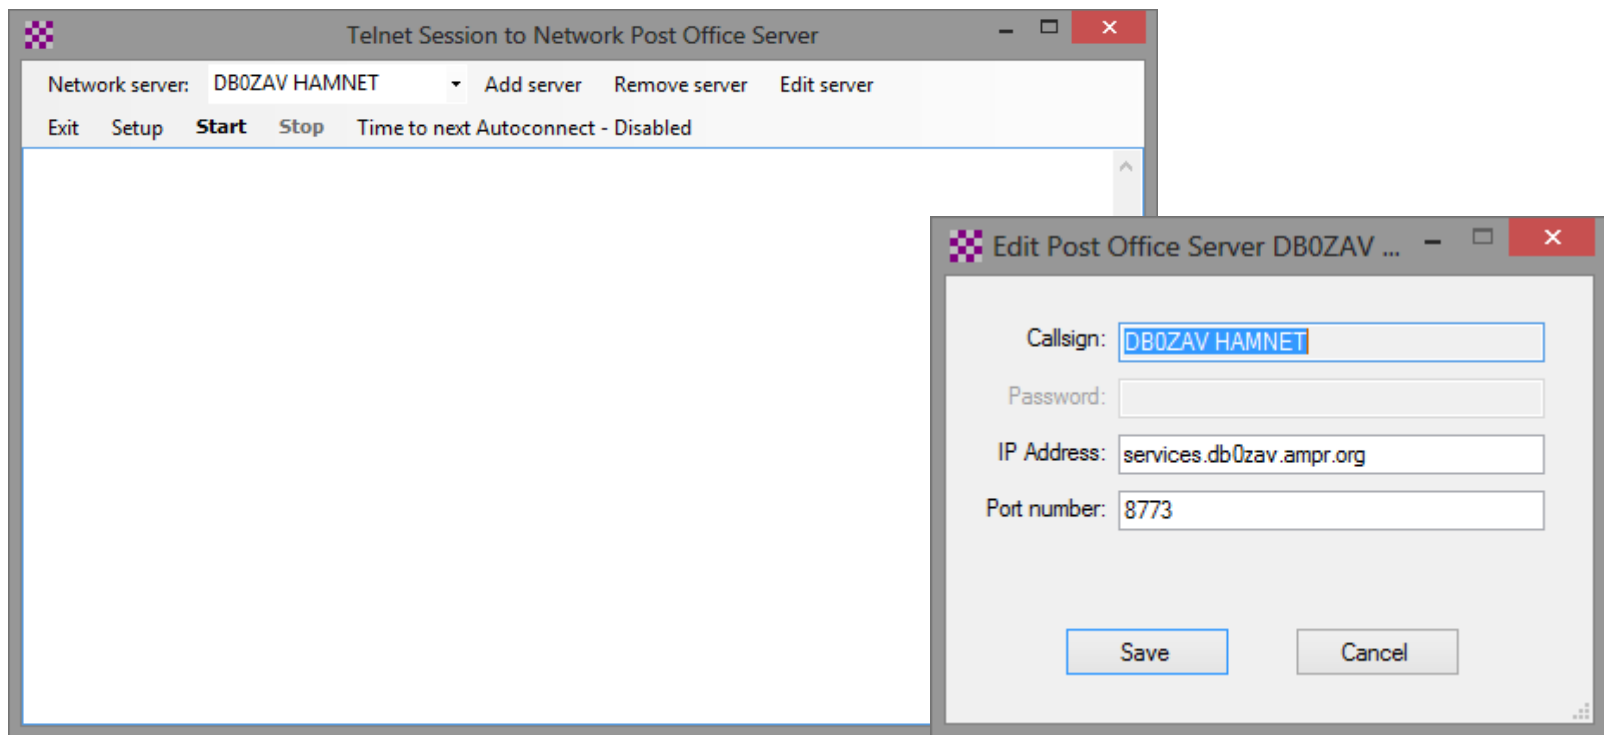 Telnet Session to Network Post Office Server
Network server: DB0ZAV HAMNET Add server Remove server Edit server
Exit Setup Start Stop Time to next Autoconnect - Disabled
Edit Post Office Server DB0ZAV ...
Callsign: DB0ZAV HAMNET
Password:
IP Address: services.db0zav.ampr.org
Port number: 8773
Save Cancel